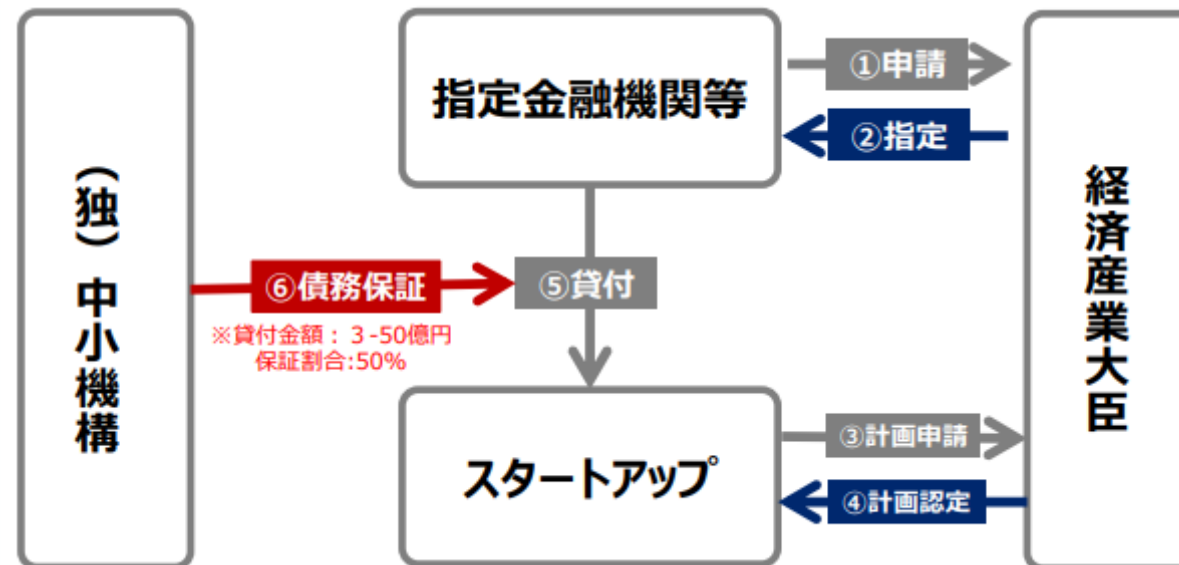 (独)中小機構
指定金融機関等
①申請
②指定
経済産業大臣
⑥債務保証
⑤貸付
※貸付金額：３-50億円
保証割合:50%
スタートアップ
③計画申請
④計画認定